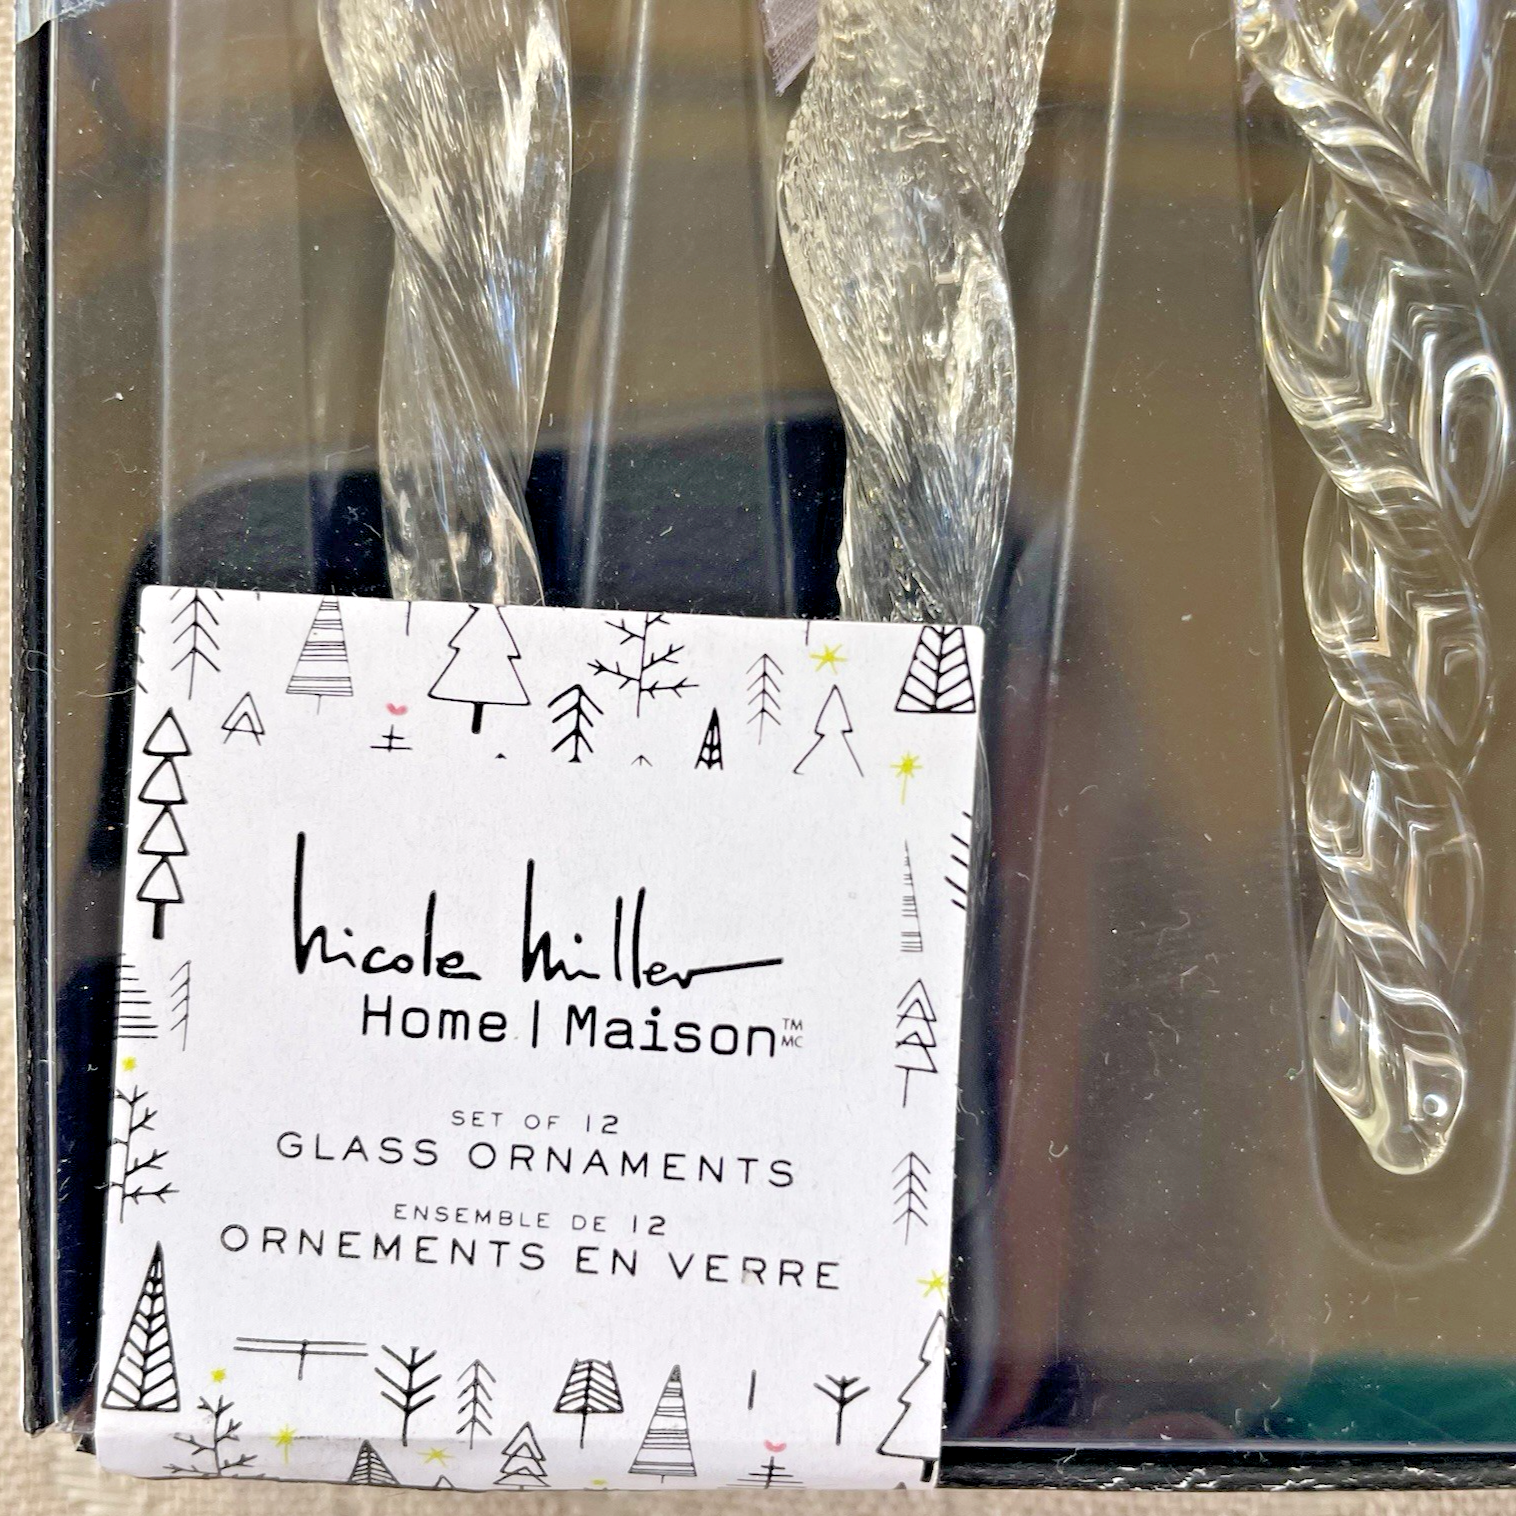 nicole miller
Home | Maison™ MC
SET OF 12
GLASS ORNAMENTS
ENSEMBLE DE 12
ORNEMENTS EN VERRE